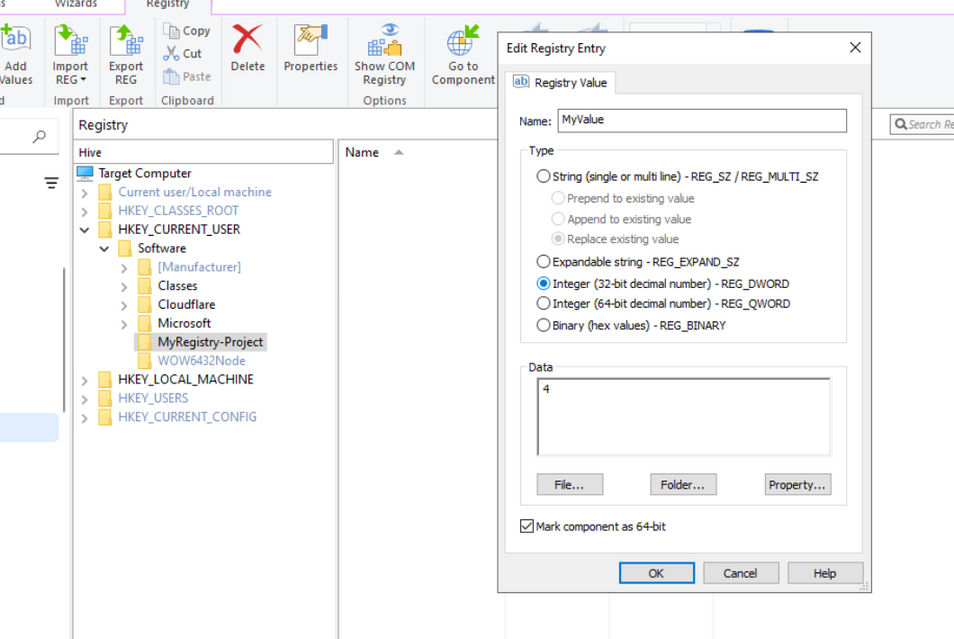 Wizards
Registry
Add
Values
Import
REG
Export
REG
Copy
Cut
Paste
Delete
Properties
Show COM
Registry
Go to
Component
Import
Export
Clipboard
Options
Registry
Hive
Name
Search Re
Target Computer
Current user/Local machine
HKEY_CLASSES_ROOT
HKEY_CURRENT_USER
Software
[Manufacturer]
Classes
Cloudflare
Microsoft
MyRegistry-Project
WOW6432Node
HKEY_LOCAL_MACHINE
HKEY_USERS
HKEY_CURRENT_CONFIG
Edit Registry Entry
ab Registry Value
Name: MyValue
Type
String (single or multi line) - REG_SZ / REG_MULTI_SZ
Prepend to existing value
Append to existing value
Replace existing value
Expandable string - REG_EXPAND_SZ
Integer (32-bit decimal number) - REG_DWORD
Integer (64-bit decimal number) - REG_QWORD
Binary (hex values) - REG_BINARY
Data
4
File... Folder... Property...
Mark component as 64-bit
OK Cancel Help